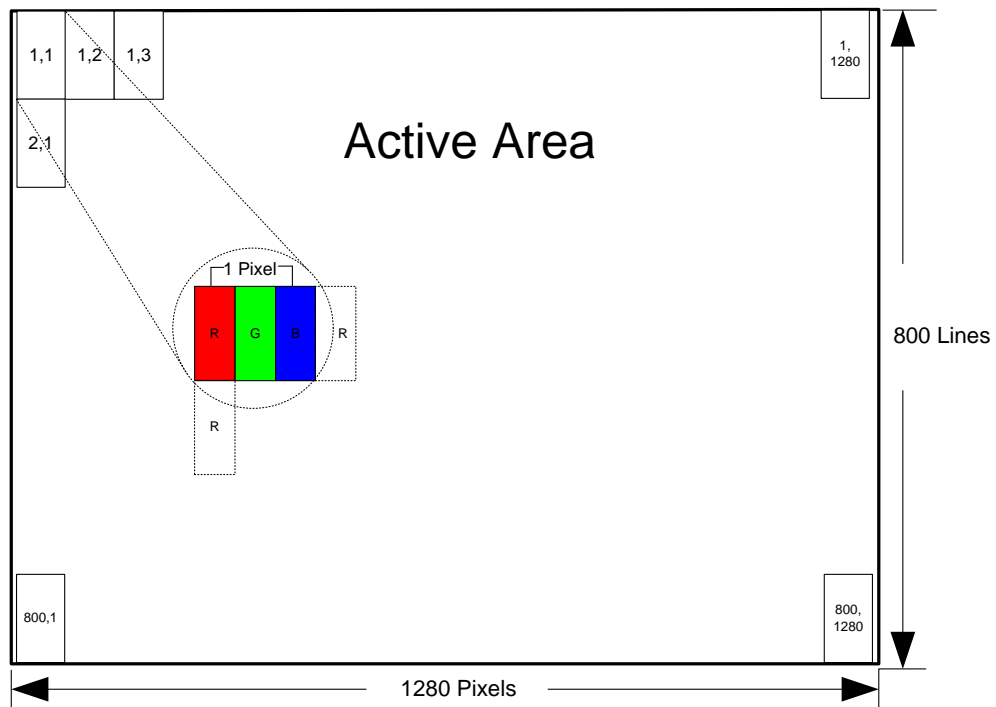 1,1 1,2 1,3
1,
1280
2,1
Active Area
1 Pixel
R G B R
800 Lines
R
800,1
800,
1280
1280 Pixels